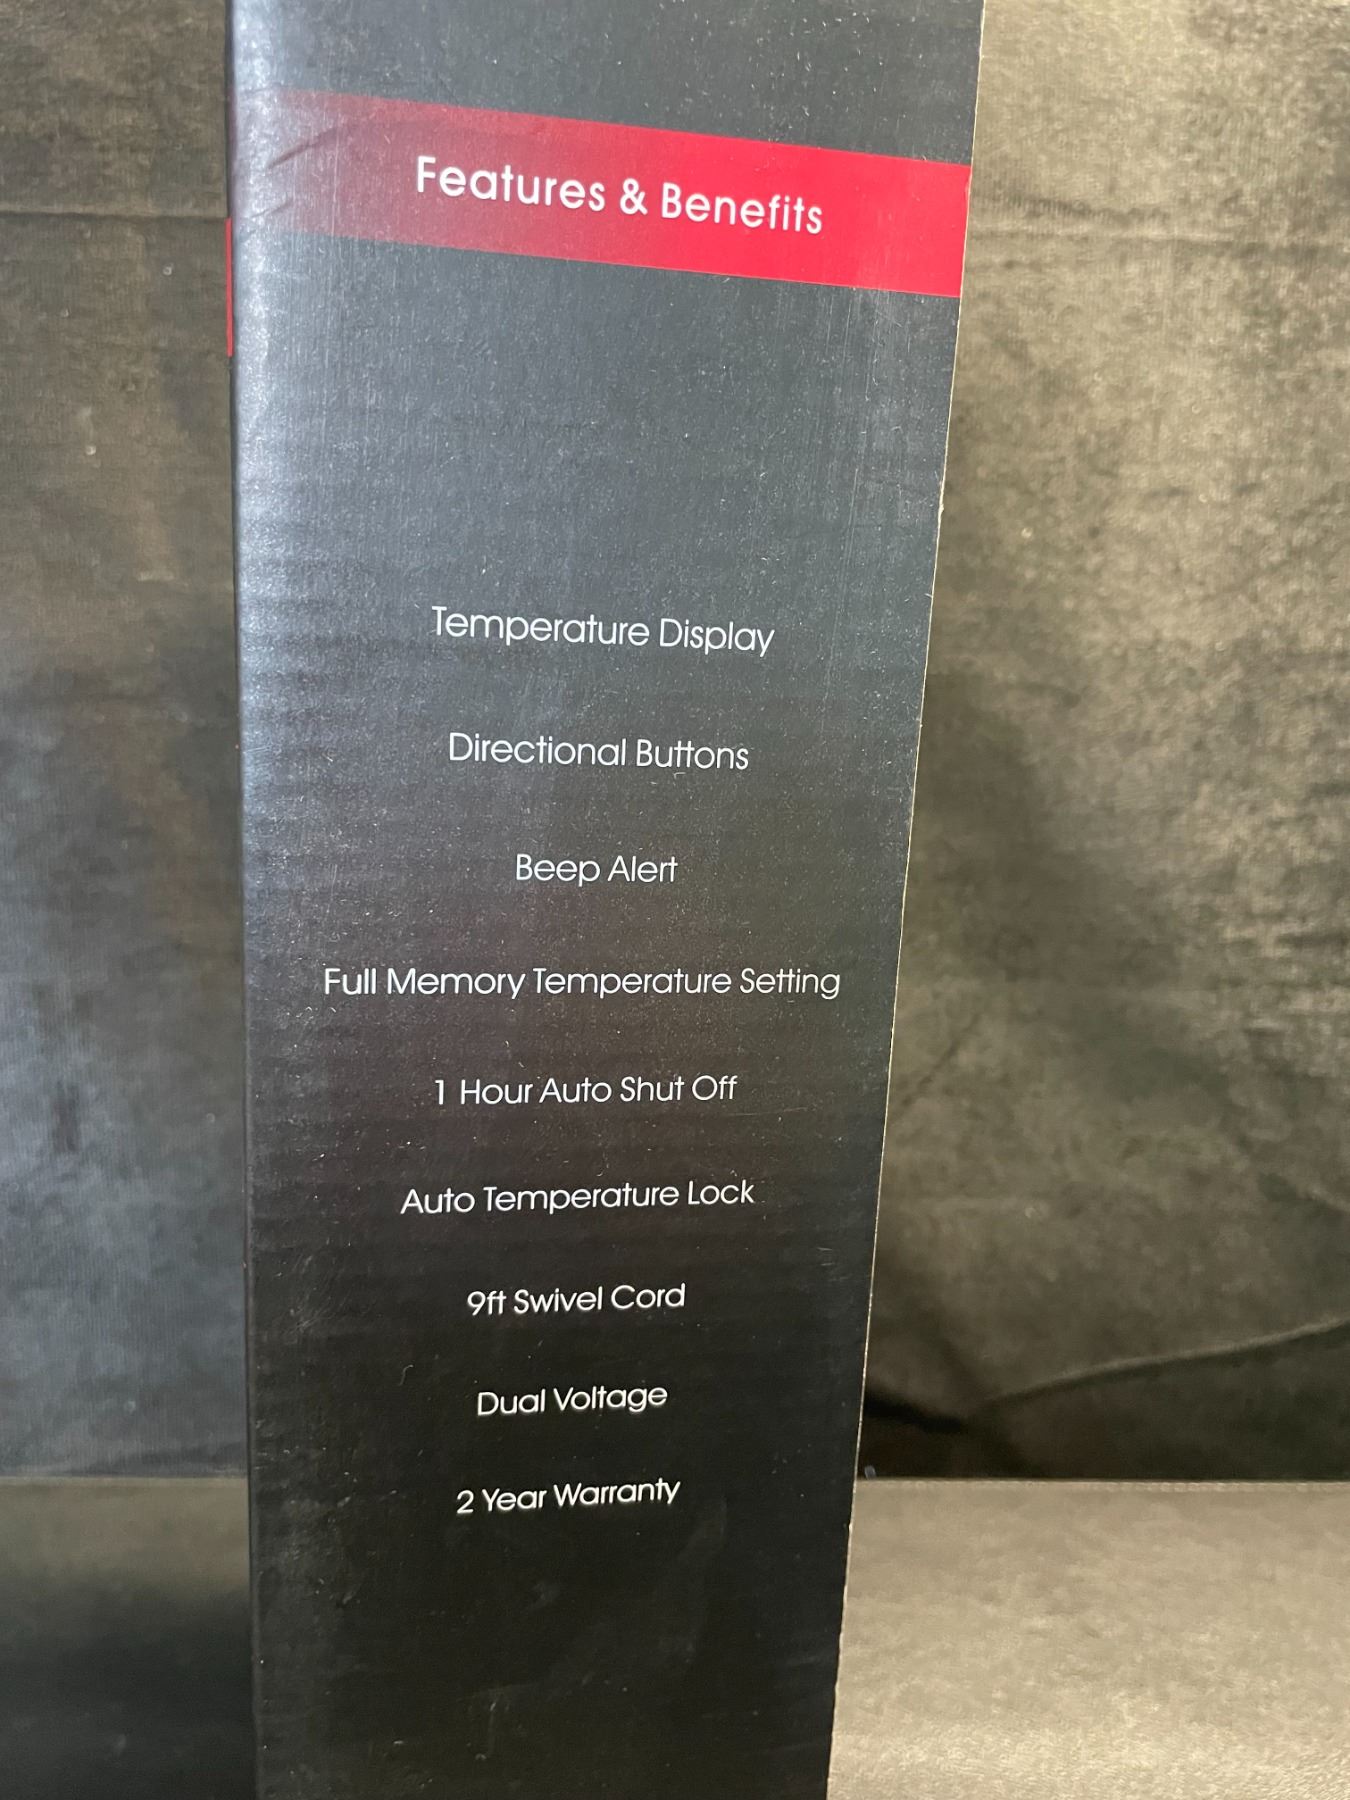 Features & Benefits
Temperature Display
Directional Buttons
Beep Alert
Full Memory Temperature Setting
1 Hour Auto Shut Off
Auto Temperature Lock
9ft Swivel Cord
Dual Voltage
2 Year Warranty